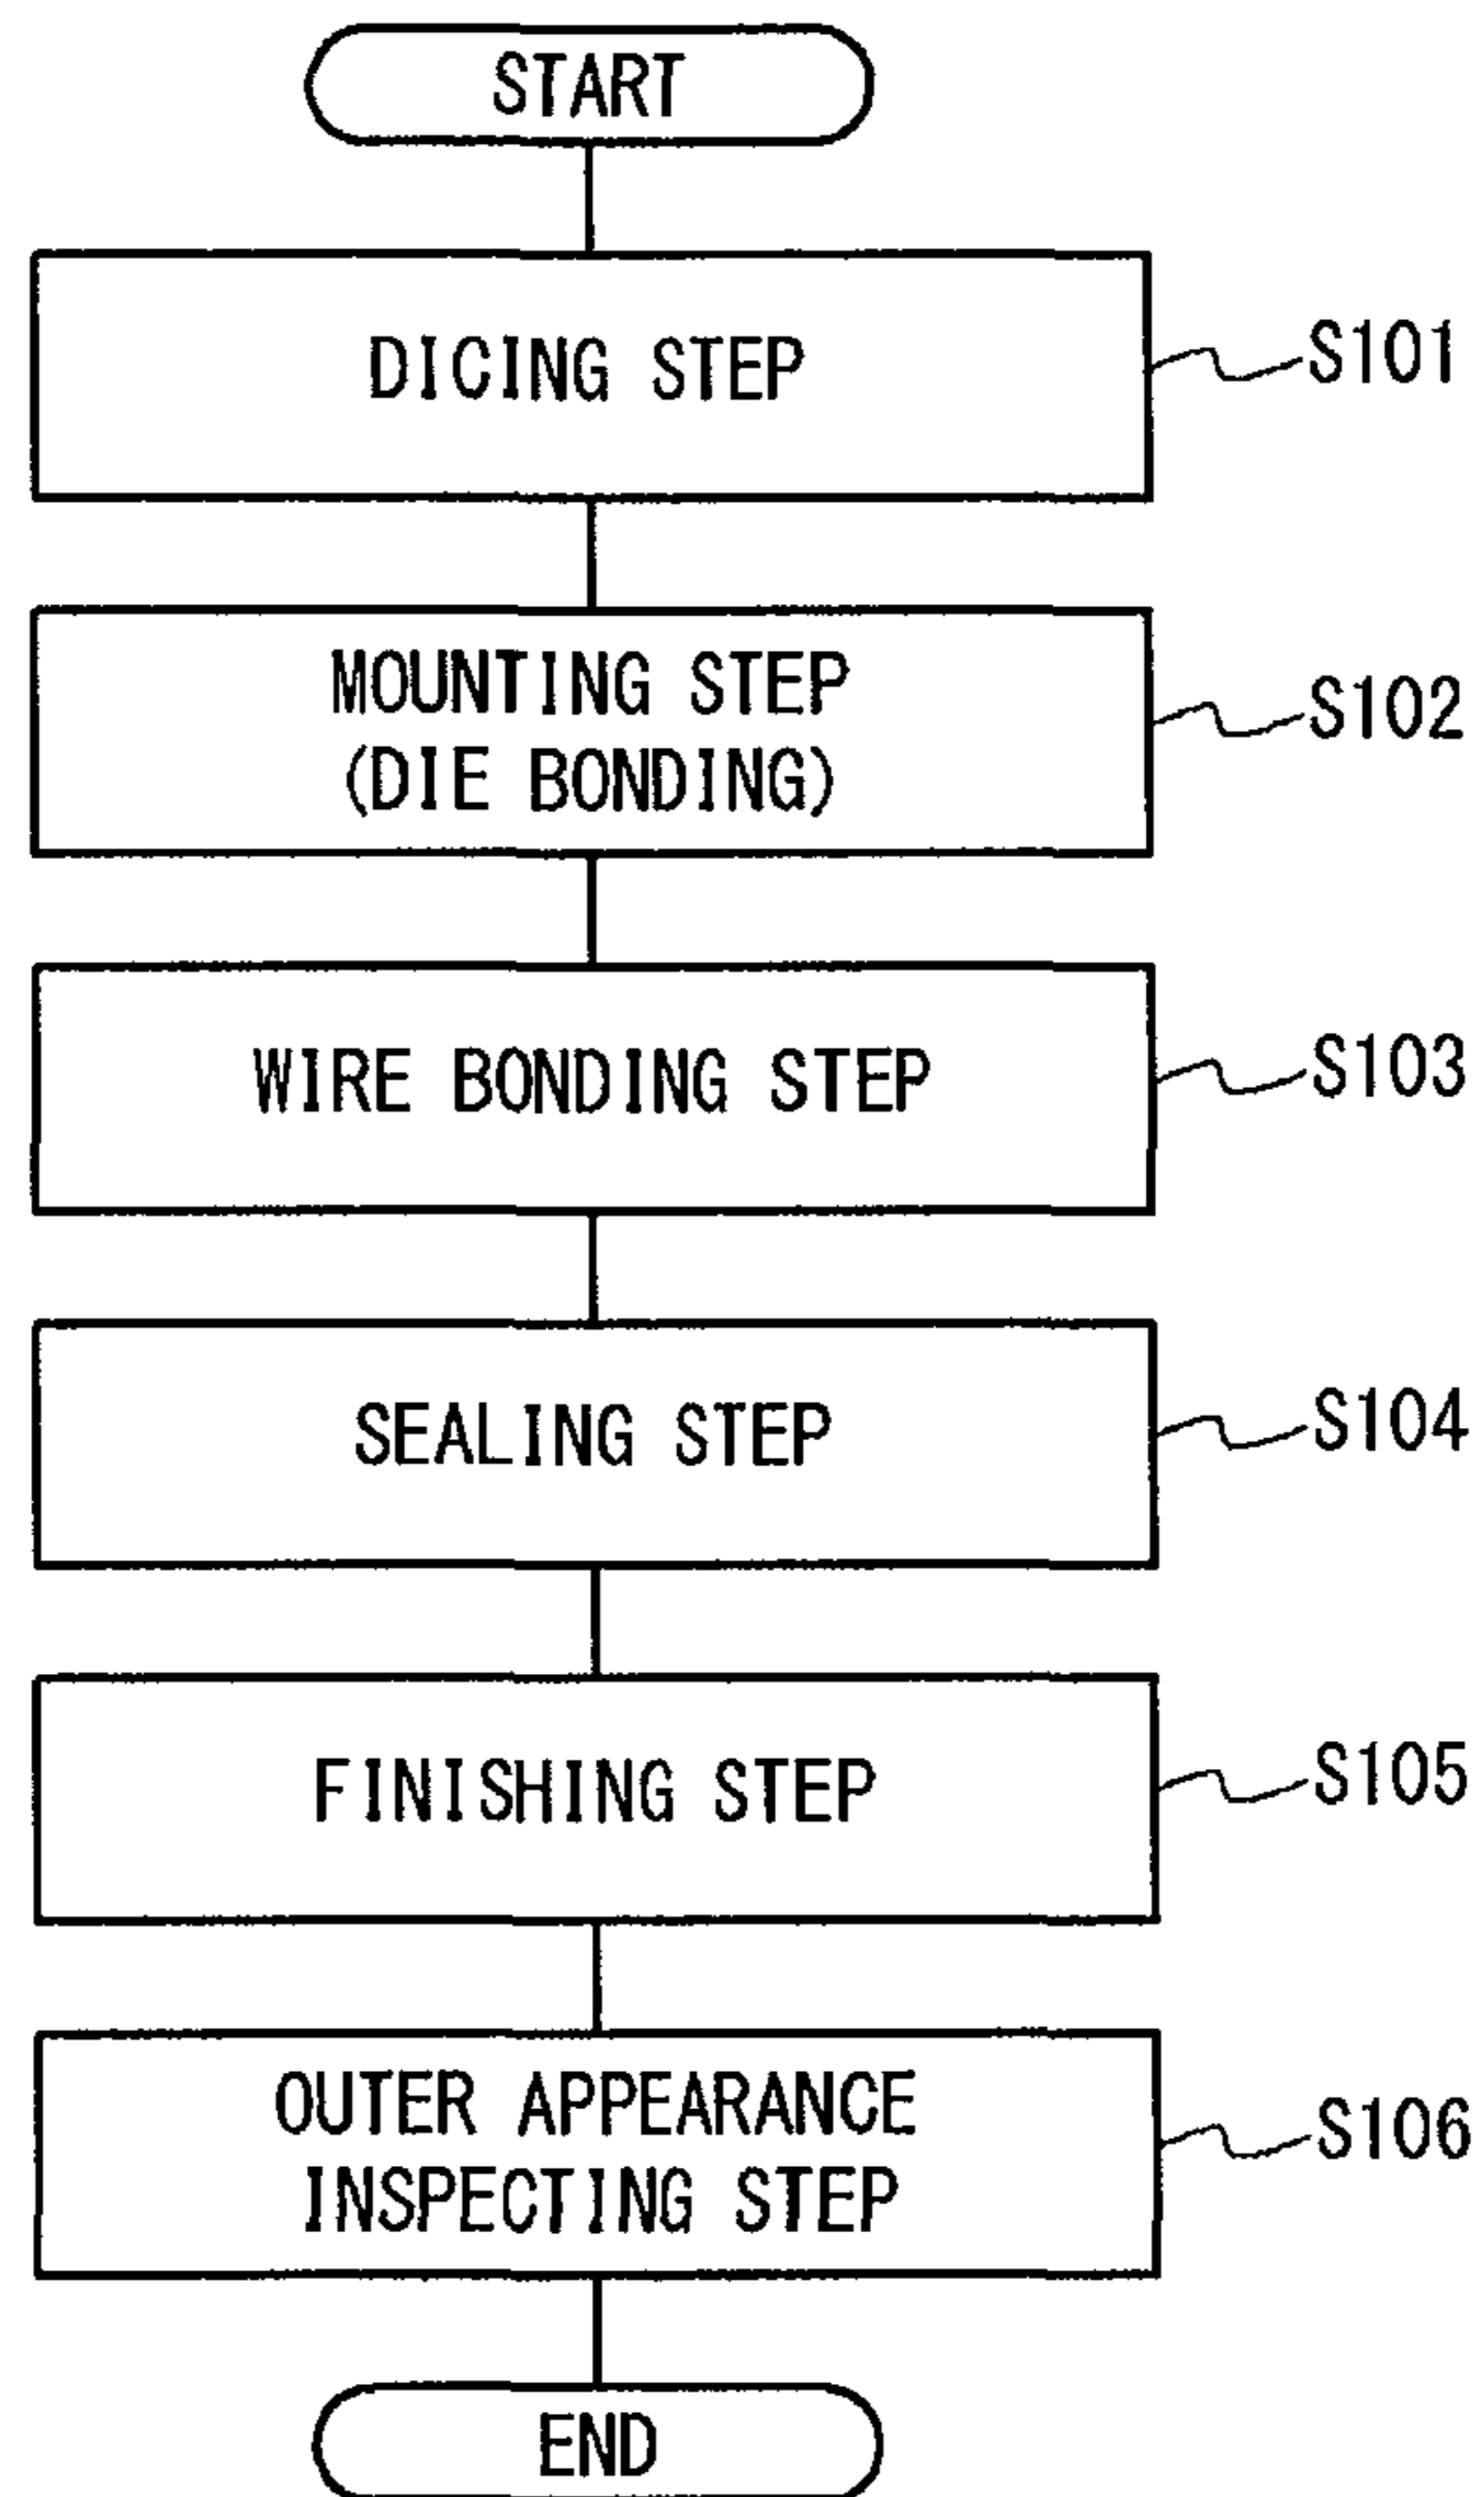 START
DICING STEP
S101
MOUNTING STEP
(DIE BONDING)
S102
WIRE BONDING STEP
S103
SEALING STEP
S104
FINISHING STEP
S105
OUTER APPEARANCE
INSPECTING STEP
S106
END